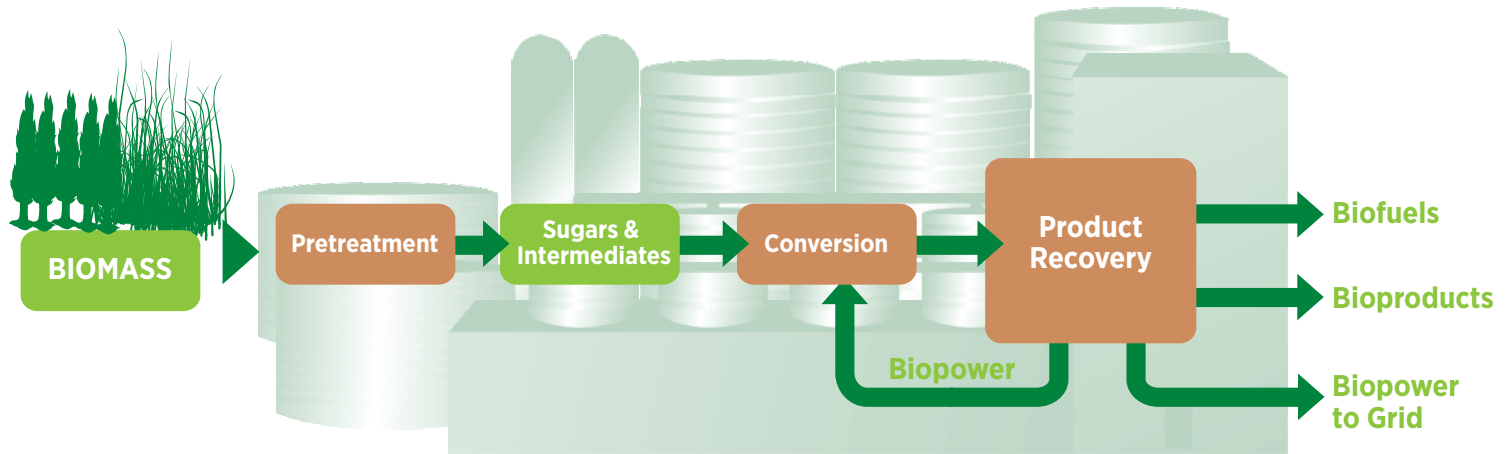 BIOMASS
Pretreatment
Sugars &
Intermediates
Conversion
Product
Recovery
Biofuels
Bioproducts
Biopower
Biopower
to Grid